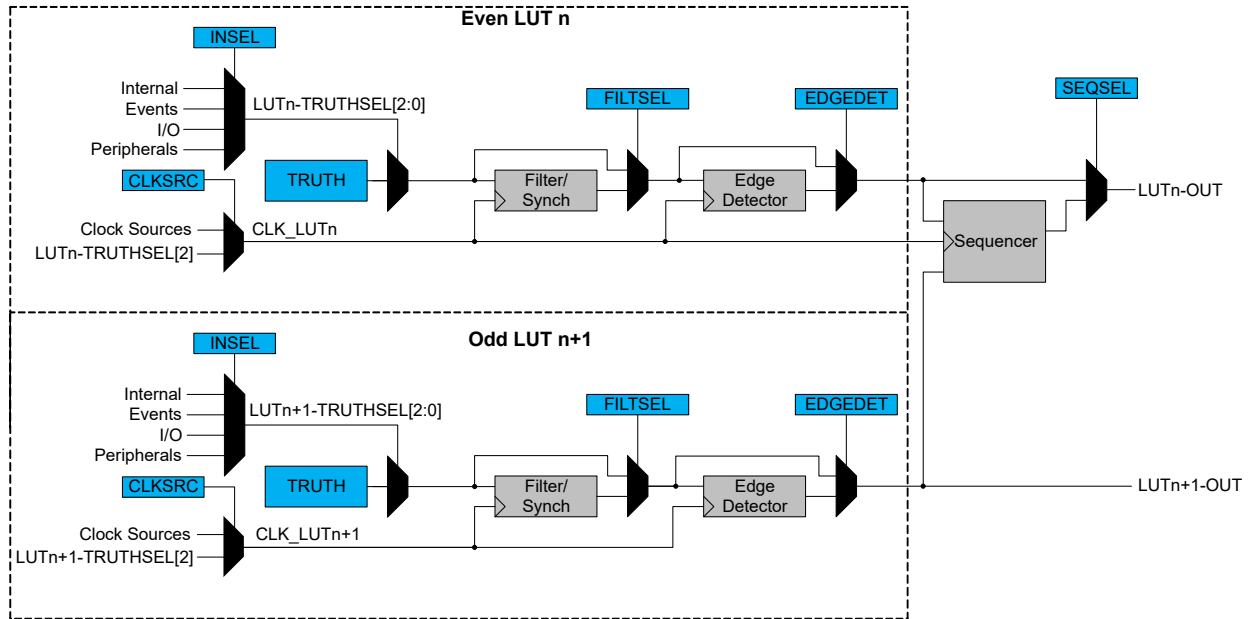 Even LUT n
INSEL
Internal
Events
I/O
Peripherals
LUTn-TRUTHSEL[2:0]
FILTSEL
EDGEDET
SEQSEL
CLKSRC
TRUTH
Filter/
Synch
Edge
Detector
LUTn-OUT
Clock Sources
LUTn-TRUTHSEL[2]
CLK_LUTn
Sequencer
Odd LUT n+1
INSEL
Internal
Events
I/O
Peripherals
LUTn+1-TRUTHSEL[2:0]
FILTSEL
EDGEDET
CLKSRC
TRUTH
Filter/
Synch
Edge
Detector
LUTn+1-OUT
Clock Sources
LUTn+1-TRUTHSEL[2]
CLK_LUTn+1